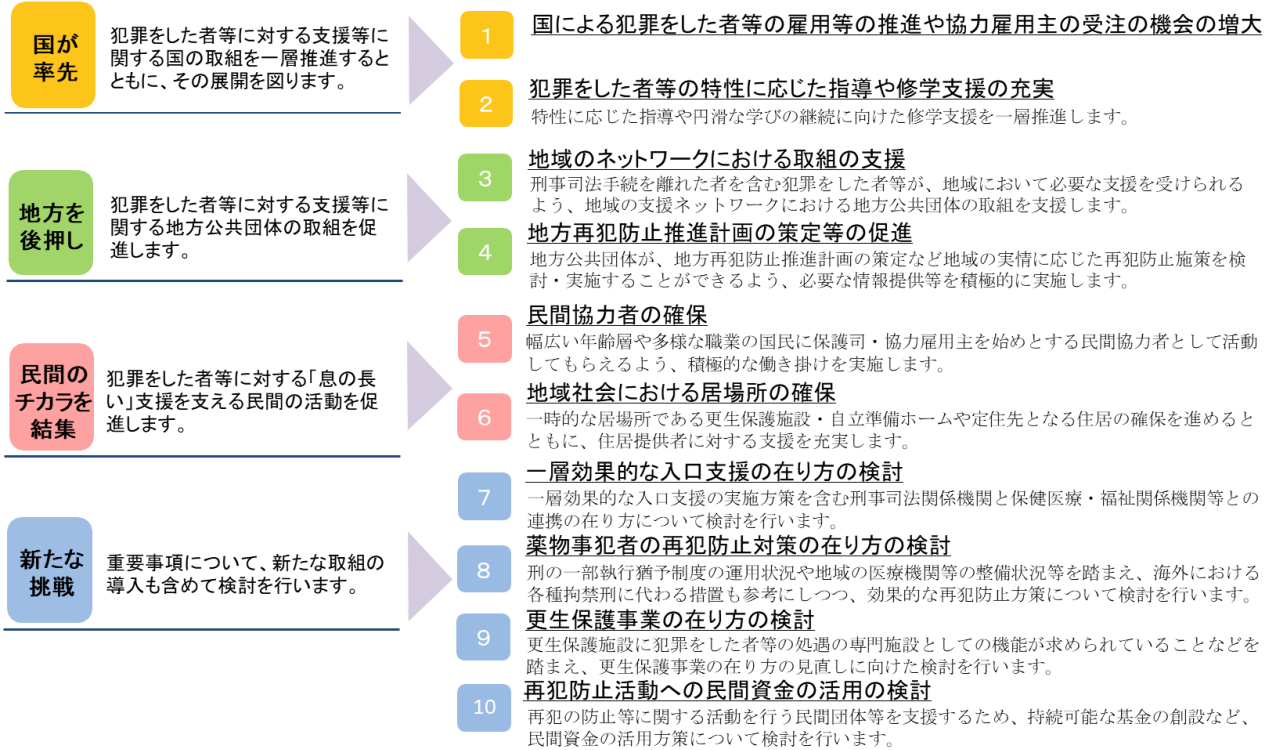 国が
率先
犯罪をした者等に対する支援等に
関する国の取組を一層推進すると
ともに、その展開を図ります。
1
国による犯罪をした者等の雇用等の推進や協力雇用主の受注の機会の増大
2
犯罪をした者等の特性に応じた指導や修学支援の充実
特性に応じた指導や円滑な学びの継続に向けた修学支援を一層推進します。
地方を
後押し
犯罪をした者等に対する支援等に
関する地方公共団体の取組を促
進します。
3
地域のネットワークにおける取組の支援
刑事司法手続を離れた者を含む犯罪をした者等が、地域において必要な支援を受けられる
よう、地域の支援ネットワークにおける地方公共団体の取組を支援します。
4
地方再犯防止推進計画の策定等の促進
地方公共団体が、地方再犯防止推進計画の策定など地域の実情に応じた再犯防止施策を検
討・実施することができるよう、必要な情報提供等を積極的に実施します。
民間の
チカラを
結集
犯罪をした者等に対する「息の長
い」支援を支える民間の活動を促
進します。
5
民間協力者の確保
幅広い年齢層や多様な職業の国民に保護司・協力雇用主を始めとする民間協力者として活動
してもらえるよう、積極的な働き掛けを実施します。
6
地域社会における居場所の確保
一時的な居場所である更生保護施設・自立準備ホームや定住先となる住居の確保を進めると
ともに、住居提供者に対する支援を充実します。
新たな
挑戦
重要事項について、新たな取組の
導入も含めて検討を行います。
7
一層効果的な入口支援の在り方の検討
一層効果的な入口支援の実施方策を含む刑事司法関係機関と保健医療・福祉関係機関等との
連携の在り方について検討を行います。
8
薬物事犯者の再犯防止対策の在り方の検討
刑の一部執行猶予制度の運用状況や地域の医療機関等の整備状況等を踏まえ、海外における
各種拘禁刑に代わる措置も参考にしつつ、効果的な再犯防止方策について検討を行います。
9
更生保護事業の在り方の検討
更生保護施設に犯罪をした者等の処遇の専門施設としての機能が求められていることなどを
踏まえ、更生保護事業の在り方の見直しに向けた検討を行います。
10
再犯防止活動への民間資金の活用の検討
再犯の防止等に関する活動を行う民間団体等を支援するため、持続可能な基金の創設など、
民間資金の活用方策について検討を行います。